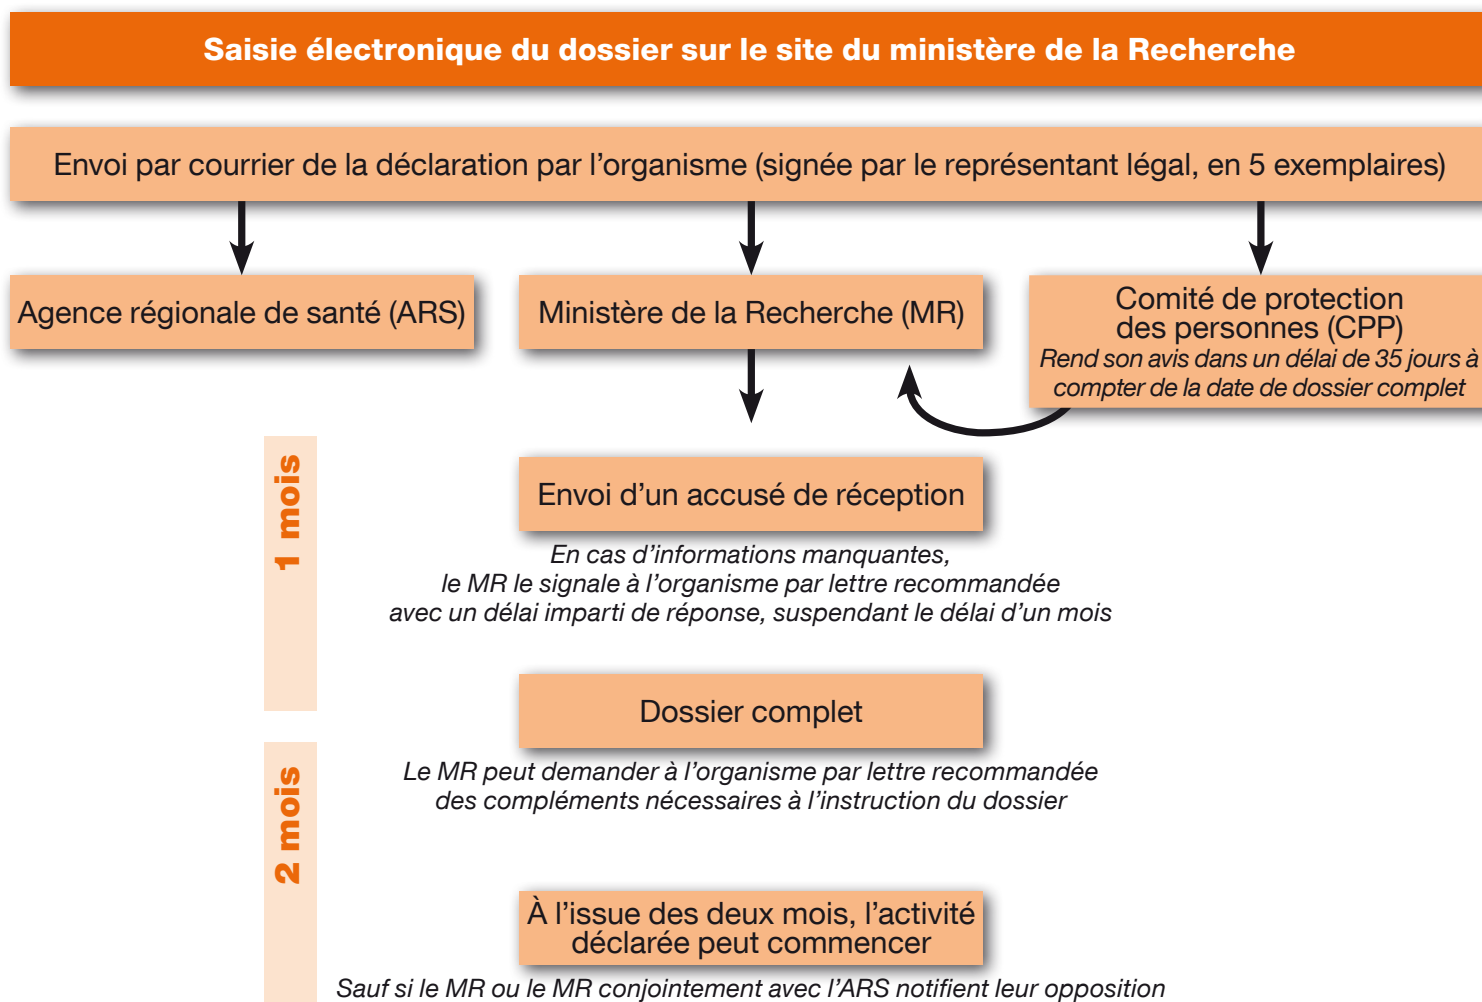 Saisie électronique du dossier sur le site du ministère de la Recherche
Envoi par courrier de la déclaration par l’organisme (signée par le représentant légal, en 5 exemplaires)
Agence régionale de santé (ARS)
Ministère de la Recherche (MR)
Comité de protection
des personnes (CPP)
Rend son avis dans un délai de 35 jours à
compter de la date de dossier complet
1 mois
Envoi d’un accusé de réception
En cas d’informations manquantes,
le MR le signale à l’organisme par lettre recommandée
avec un délai imparti de réponse, suspendant le délai d’un mois
Dossier complet
2 mois
Le MR peut demander à l’organisme par lettre recommandée
des compléments nécessaires à l’instruction du dossier
À l’issue des deux mois, l’activité
déclarée peut commencer
Sauf si le MR ou le MR conjointement avec l’ARS notifient leur opposition